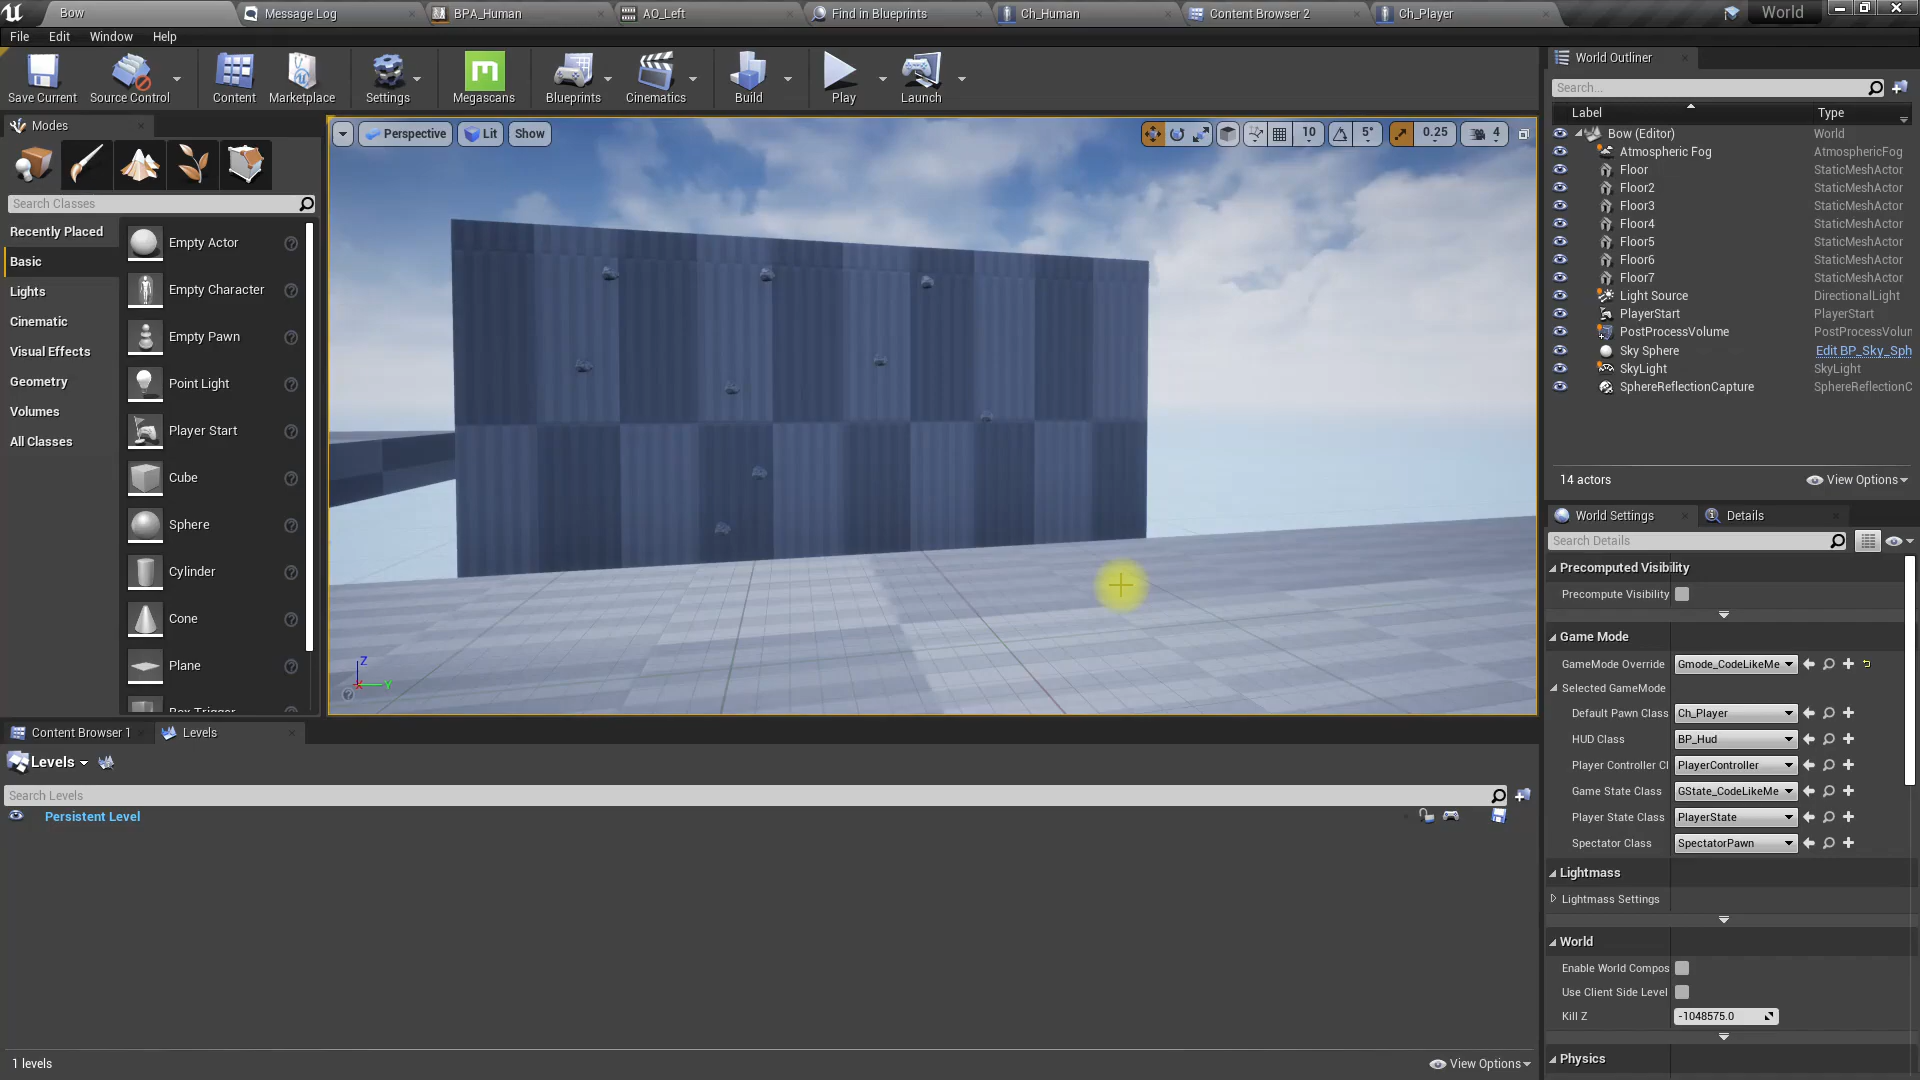 Bow
Message Log
BPA_Human
AO_Left
Find in Blueprints
Ch_Human
Content Browser 2
Ch_Player
World
File
Edit
Window
Help
Save Current
Source Control
Content
Marketplace
Settings
Megascans
Blueprints
Cinematics
Build
Play
Launch
Modes
Search Classes
Recently Placed
Basic
Lights
Cinematic
Visual Effects
Geometry
Volumes
All Classes
Empty Actor
Empty Character
Empty Pawn
Point Light
Player Start
Cube
Sphere
Cylinder
Cone
Plane
Box Trigger
Perspective
Lit
Show
10
5°
0.25
4
Z
X
Y
World Outliner
Search...
Label
Type
Bow (Editor)
World
Atmospheric Fog
AtmosphericFog
Floor
StaticMeshActor
Floor2
StaticMeshActor
Floor3
StaticMeshActor
Floor4
StaticMeshActor
Floor5
StaticMeshActor
Floor6
StaticMeshActor
Floor7
StaticMeshActor
Light Source
DirectionalLight
PlayerStart
PlayerStart
PostProcessVolume
PostProcessVolun
Sky Sphere
Edit BP_Sky_Sph
SkyLight
SkyLight
SphereReflectionCapture
SphereReflectionC
14 actors
View Options
World Settings
Details
Search Details
Precomputed Visibility
Precompute Visibility
Game Mode
GameMode Override
Gmode_CodeLikeMe
Selected GameMode
Default Pawn Class
Ch_Player
HUD Class
BP_Hud
Player Controller Cl
PlayerController
Game State Class
GState_CodeLikeMe
Player State Class
PlayerState
Spectator Class
SpectatorPawn
Lightmass
Lightmass Settings
World
Enable World Compos
Use Client Side Level
Kill Z
-1048575.0
Physics
Content Browser 1
Levels
Levels
Search Levels
Persistent Level
1 levels
View Options